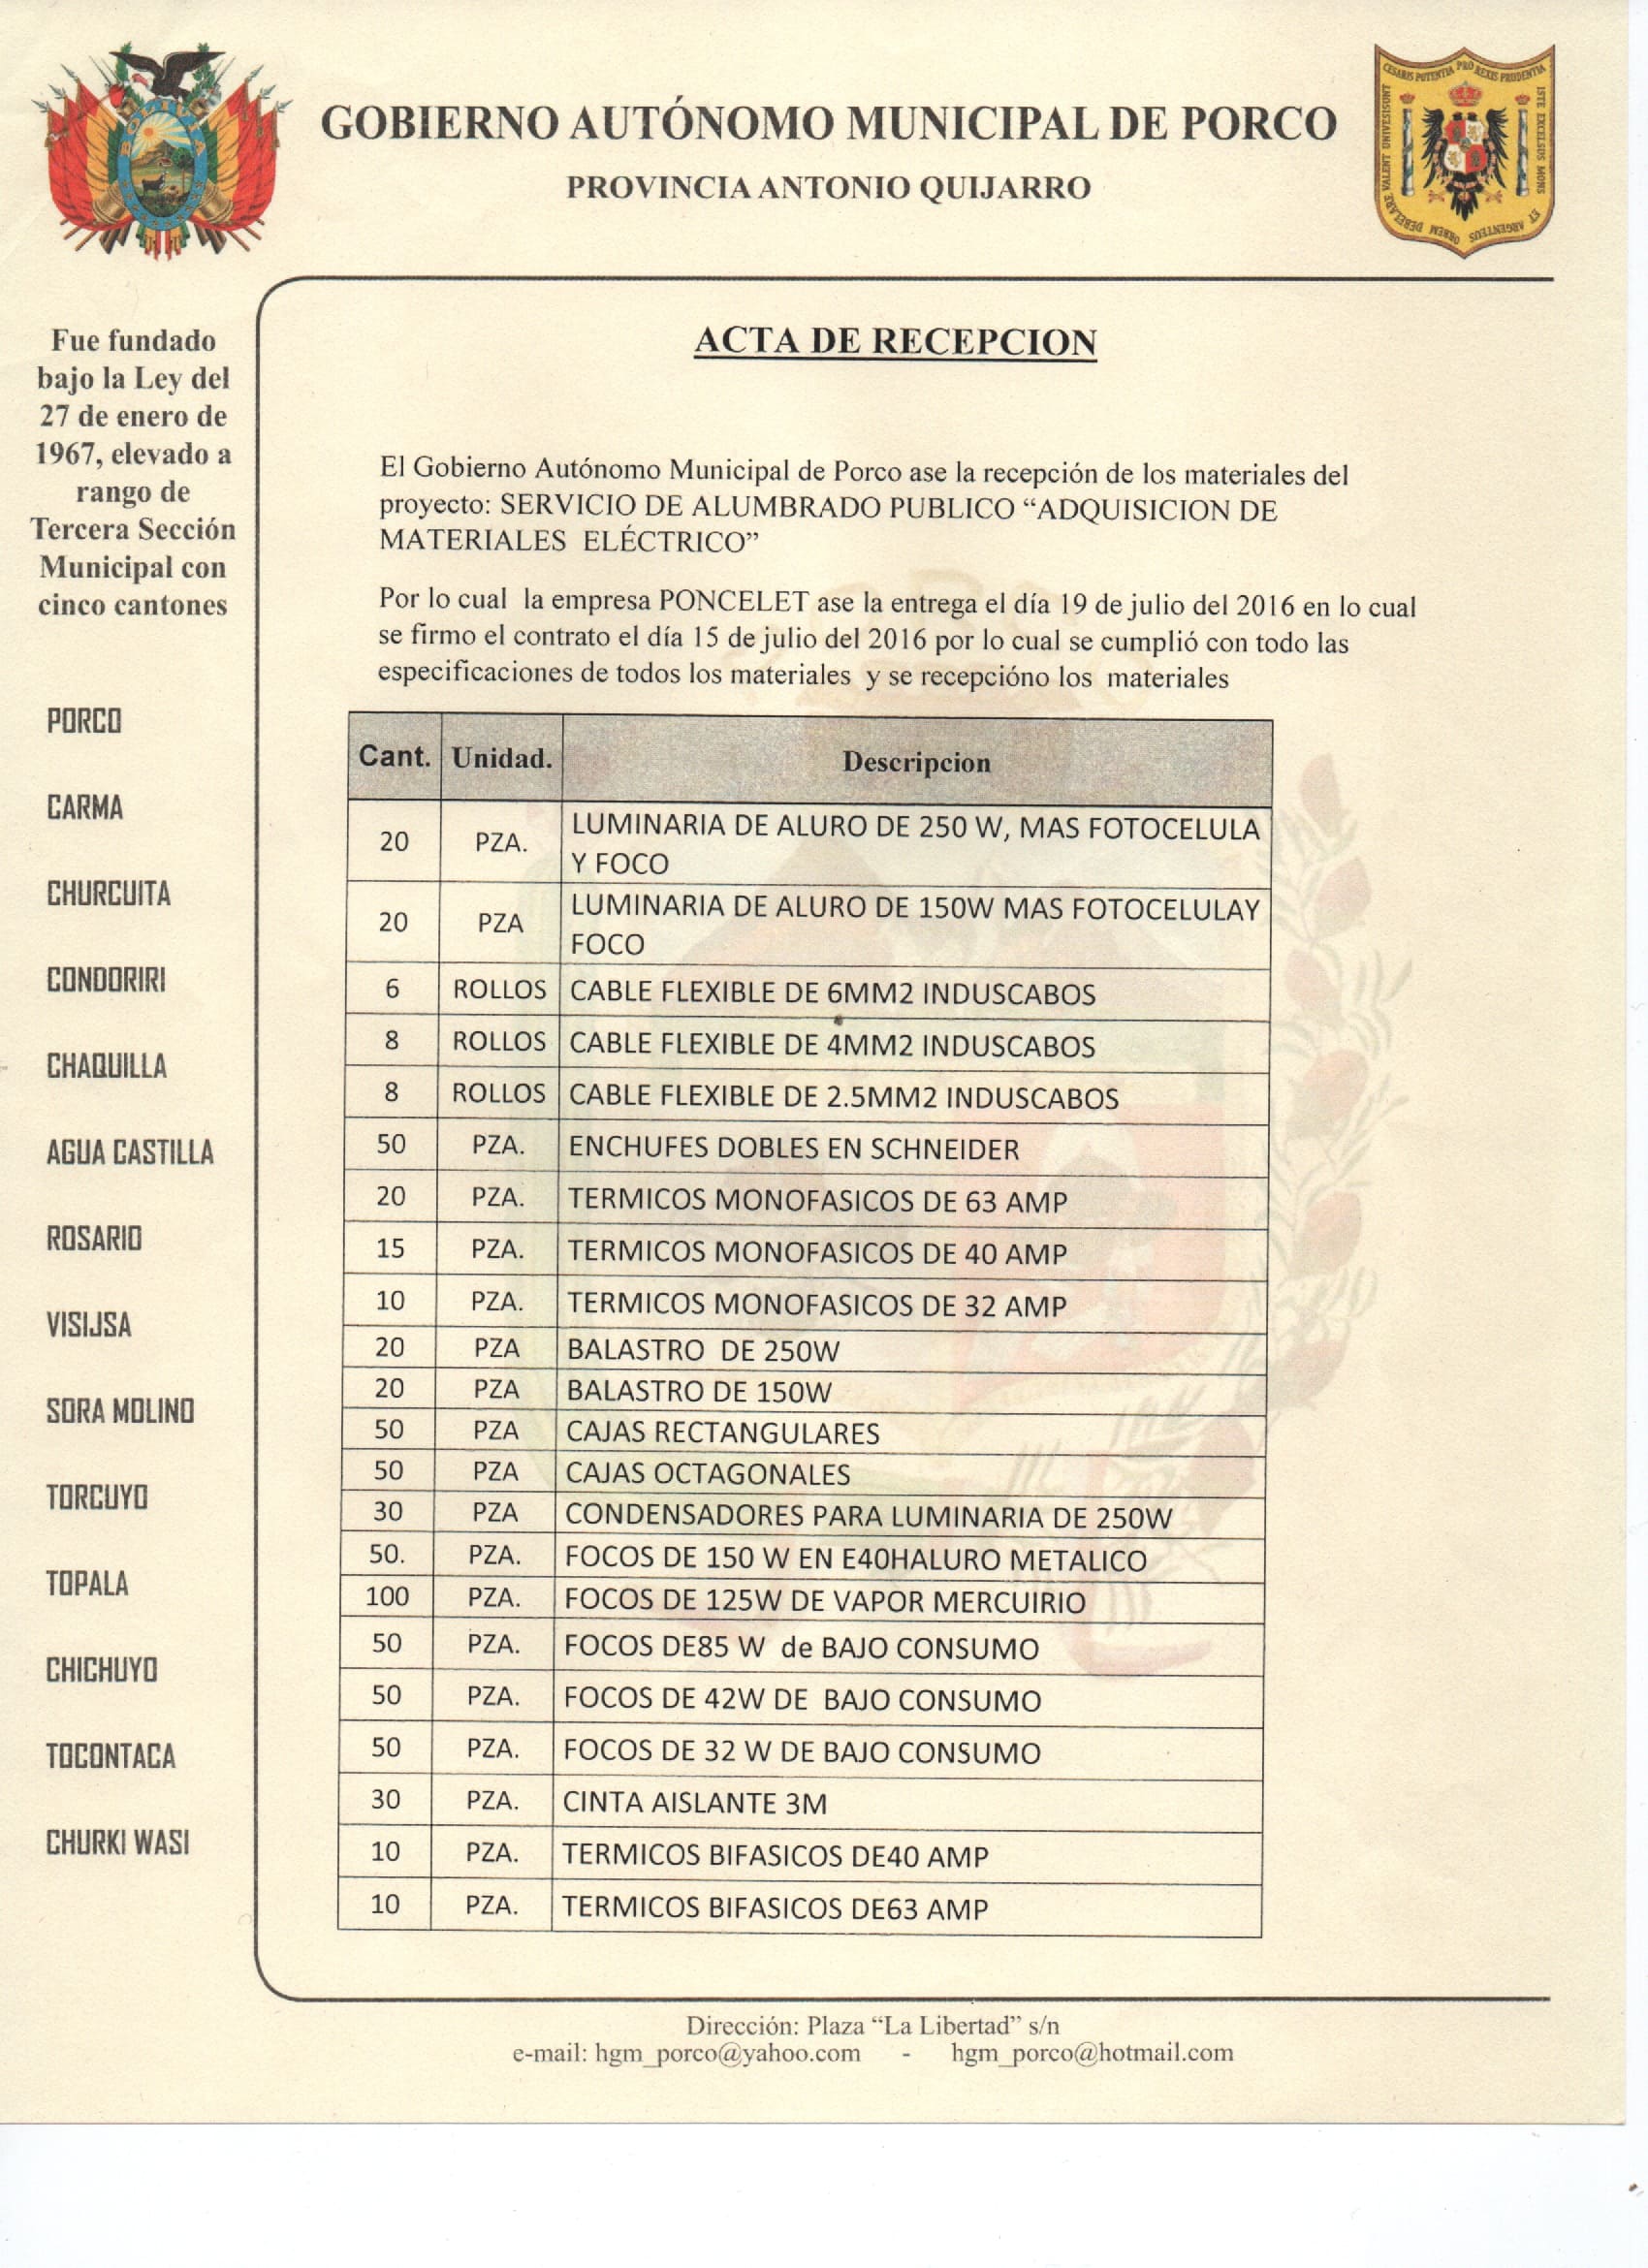 GOBIERNO AUTÓNOMO MUNICIPAL DE PORCO
PROVINCIA ANTONIO QUIJARRO
CESARIS POTENTIA PRO REXIS PRUDENTIA
ISTE EXCELSUS MONS
ET ARGENTEUS
ORBEM DEBELARE
VALENT UNIVESISUNT
Fue fundado
bajo la Ley del
27 de enero de
1967, elevado a
rango de
Tercera Sección
Municipal con
cinco cantones
PORCO
CARMA
CHURCUITA
CONDORIRI
CHAQUILLA
AGUA CASTILLA
ROSARIO
VISIJSA
SORA MOLINO
TORCUYO
TOPALA
CHICHUYO
TOCONTACA
CHURKI WASI
ACTA DE RECEPCION
El Gobierno Autónomo Municipal de Porco ase la recepción de los materiales del
proyecto: SERVICIO DE ALUMBRADO PUBLICO “ADQUISICION DE
MATERIALES ELÉCTRICO”
Por lo cual la empresa PONCELET ase la entrega el día 19 de julio del 2016 en lo cual
se firmo el contrato el día 15 de julio del 2016 por lo cual se cumplió con todo las
especificaciones de todos los materiales y se recepcióno los materiales
Cant. Unidad. Descripcion
20 PZA. LUMINARIA DE ALURO DE 250 W, MAS FOTOCELULA
Y FOCO
20 PZA LUMINARIA DE ALURO DE 150W MAS FOTOCELULAY
FOCO
6 ROLLOS CABLE FLEXIBLE DE 6MM2 INDUSCABOS
8 ROLLOS CABLE FLEXIBLE DE 4MM2 INDUSCABOS
8 ROLLOS CABLE FLEXIBLE DE 2.5MM2 INDUSCABOS
50 PZA. ENCHUFES DOBLES EN SCHNEIDER
20 PZA. TERMICOS MONOFASICOS DE 63 AMP
15 PZA. TERMICOS MONOFASICOS DE 40 AMP
10 PZA. TERMICOS MONOFASICOS DE 32 AMP
20 PZA BALASTRO DE 250W
20 PZA BALASTRO DE 150W
50 PZA CAJAS RECTANGULARES
50 PZA CAJAS OCTAGONALES
30 PZA CONDENSADORES PARA LUMINARIA DE 250W
50. PZA. FOCOS DE 150 W EN E40HALURO METALICO
100 PZA. FOCOS DE 125W DE VAPOR MERCUIRIO
50 PZA. FOCOS DE85 W de BAJO CONSUMO
50 PZA. FOCOS DE 42W DE BAJO CONSUMO
50 PZA. FOCOS DE 32 W DE BAJO CONSUMO
30 PZA. CINTA AISLANTE 3M
10 PZA. TERMICOS BIFASICOS DE40 AMP
10 PZA. TERMICOS BIFASICOS DE63 AMP
Dirección: Plaza “La Libertad” s/n
e-mail: hgm_porco@yahoo.com - hgm_porco@hotmail.com